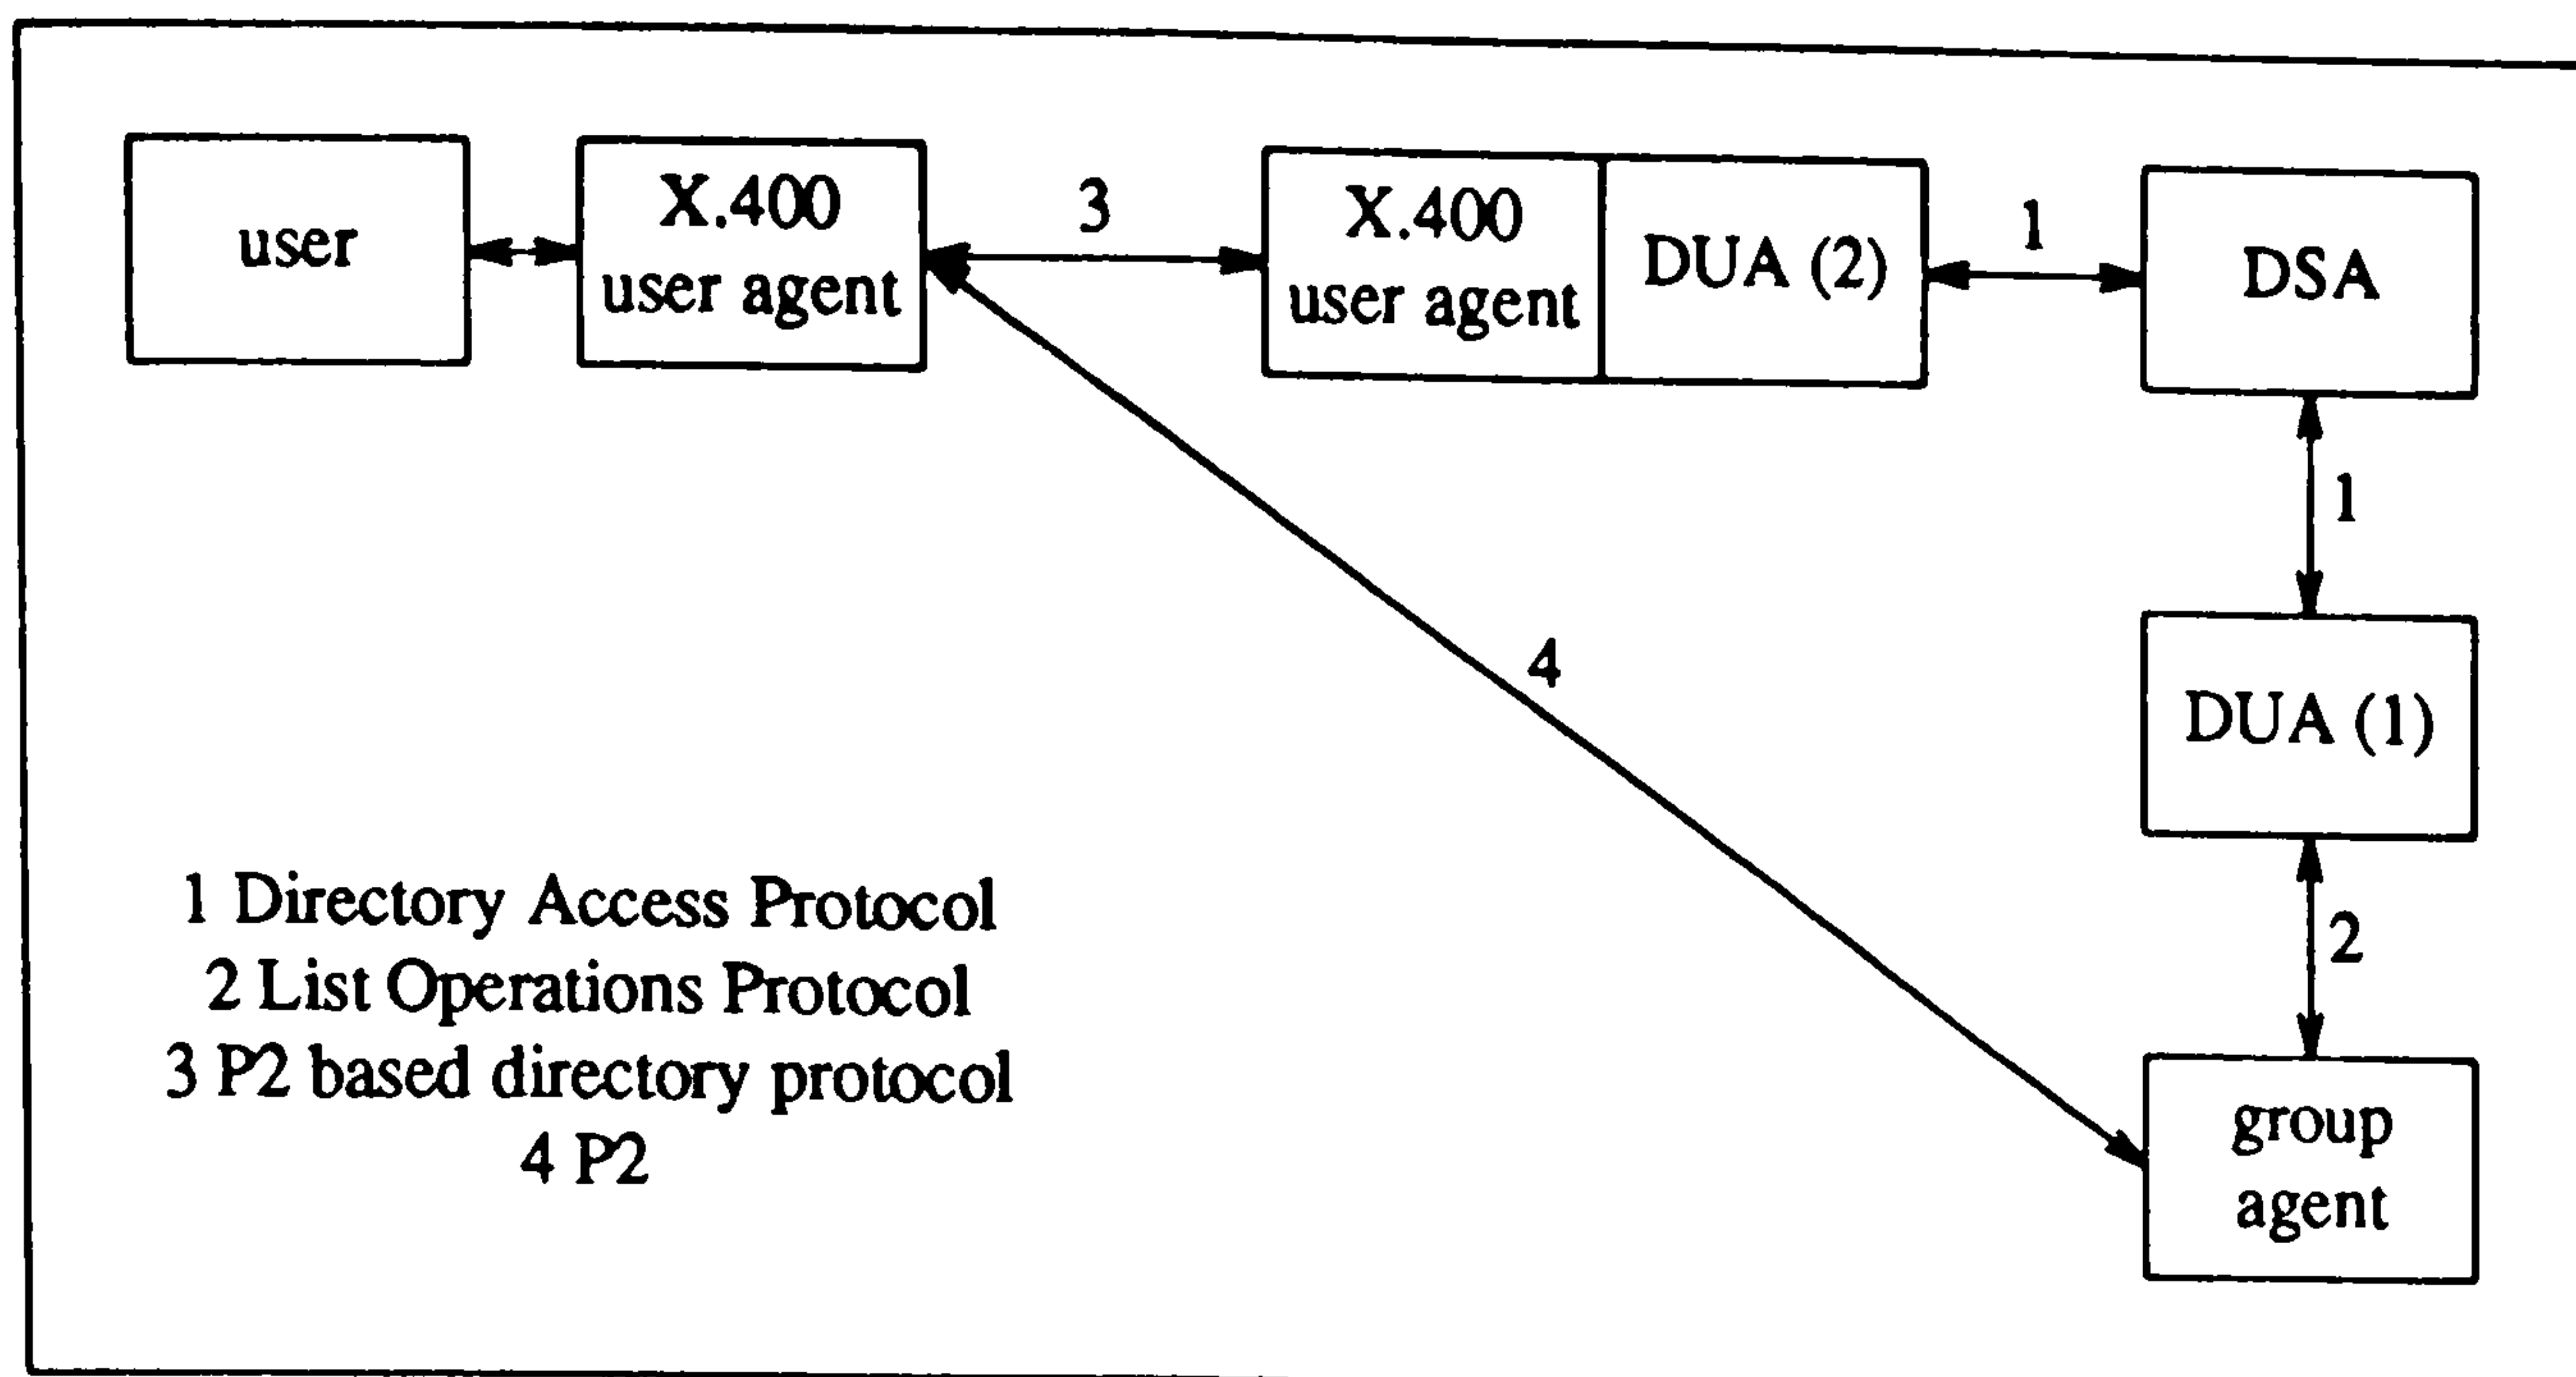 user
X.400
user agent
3
X.400
user agent
DUA (2)
1
DSA
1
4
DUA (1)
2
1 Directory Access Protocol
2 List Operations Protocol
3 P2 based directory protocol
4 P2
group
agent